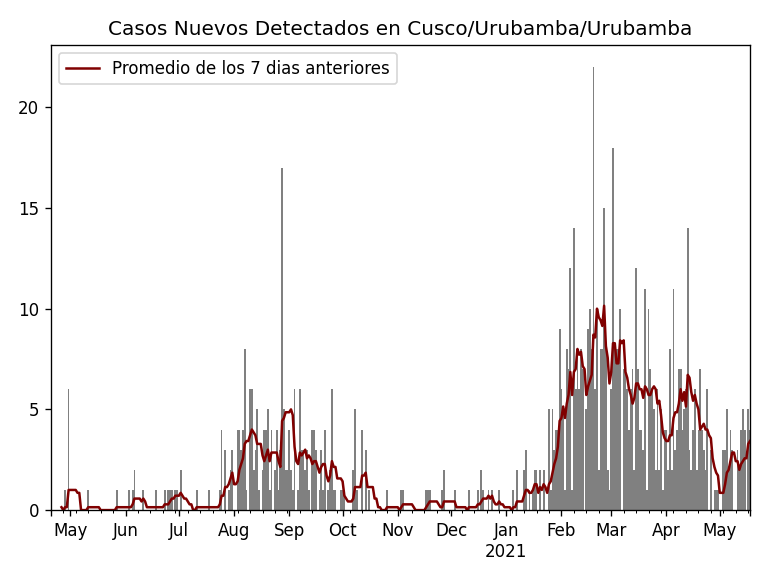 Casos Nuevos Detectados en Cusco/Urubamba/Urubamba
Promedio de los 7 dias anteriores
20
15
10
5
0
May Jun Jul Aug Sep Oct Nov Dec Jan Feb Mar Apr May
2021